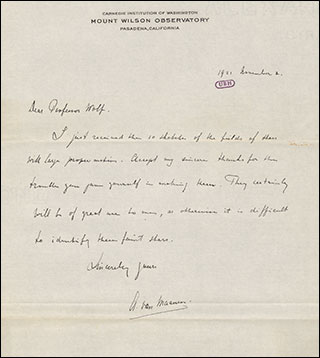 CARNEGIE INSTITUTION OF WASHINGTON
MOUNT WILSON OBSERVATORY
PASADENA, CALIFORNIA
December 2.
Dear Professor Wolf.
I just received the 10 sketches of the fields of stars
with large proper motion. Accept my sincere thanks for the
trouble you gave yourself in making them. They certainly
will be of great use to me, as otherwise it is difficult
to identify these faint stars.
Sincerely yours
A van Maanen